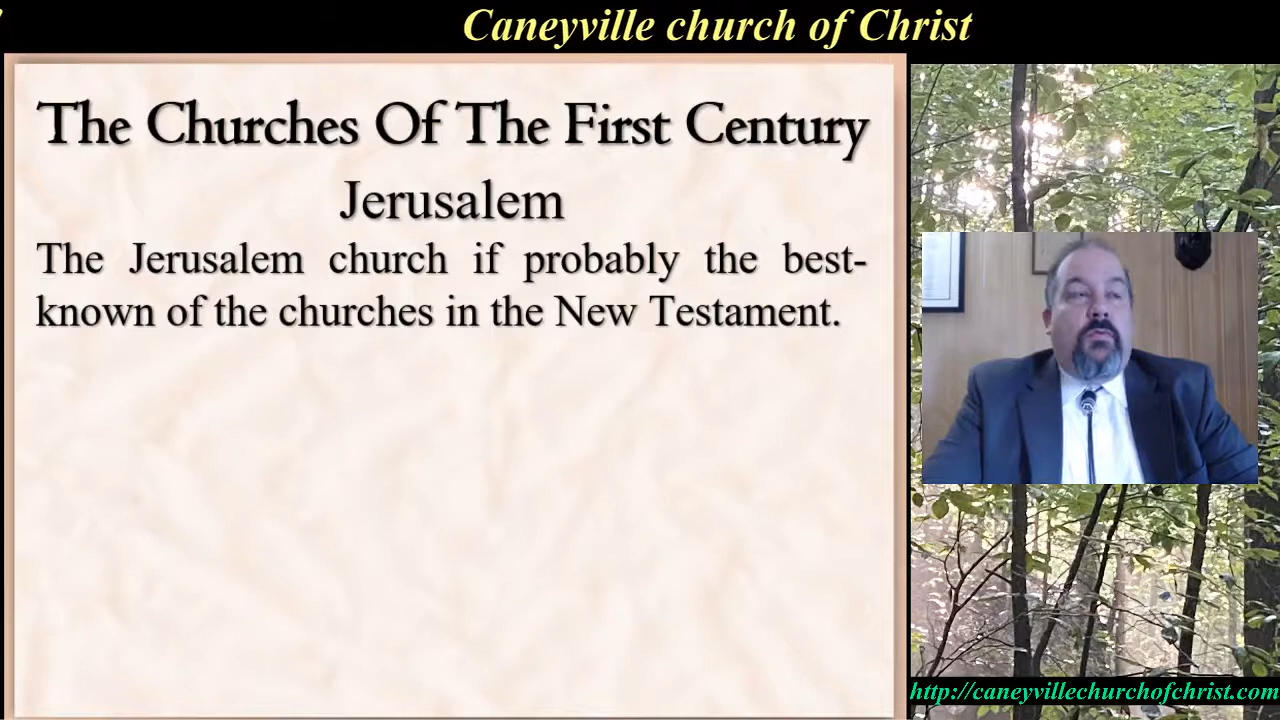 Caneyville church of Christ
The Churches Of The First Century
Jerusalem
The Jerusalem church if probably the best-
known of the churches in the New Testament.
http://caneyvillechurchofchrist.com